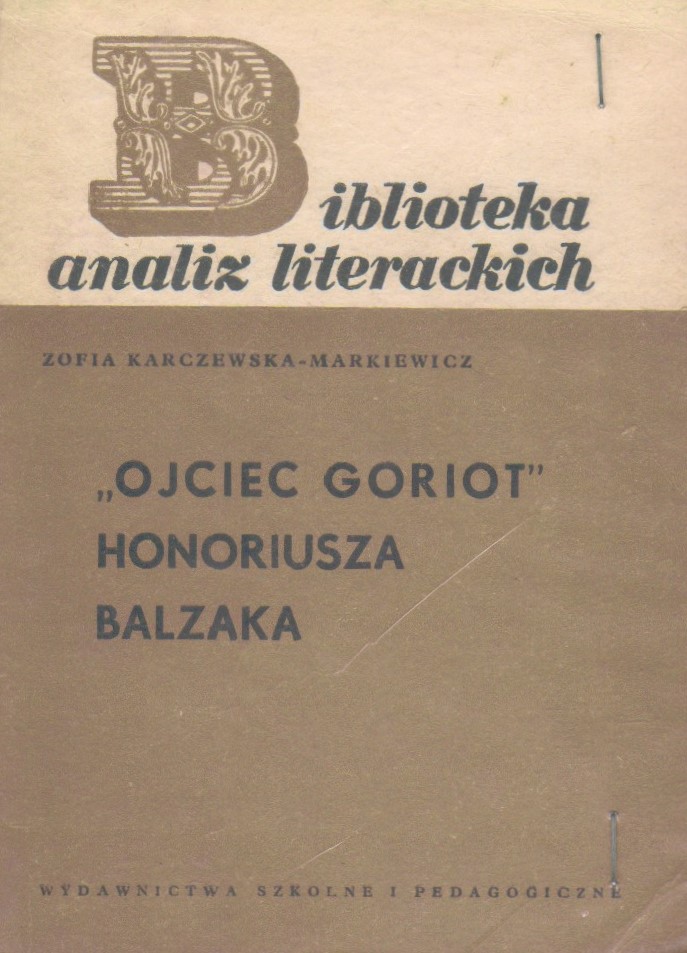 Biblioteka
analiz literackich
ZOFIA KARCZEWSKA-MARKIEWICZ
„OJCIEC GORIOT”
HONORIUSZA
BALZAKA
WYDAWNICTWA SZKOLNE I PEDAGOGICZNE